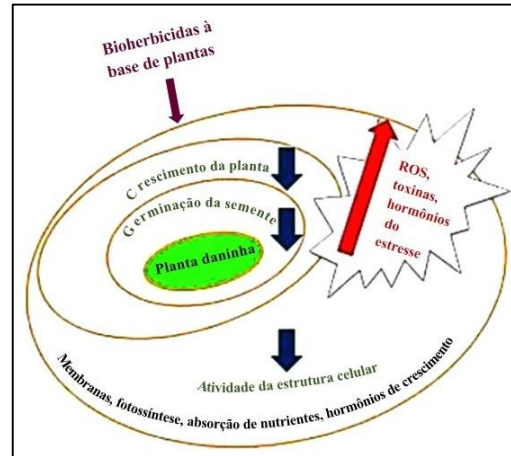 Bioherbicidas à
base de plantas
Crescimento da planta
Germinação da semente
Planta daninha
ROS,
toxinas,
hormônios
do
estresse
Atividade da estrutura celular
Membranas, fotossíntese, absorção de nutrientes, hormônios de crescimento